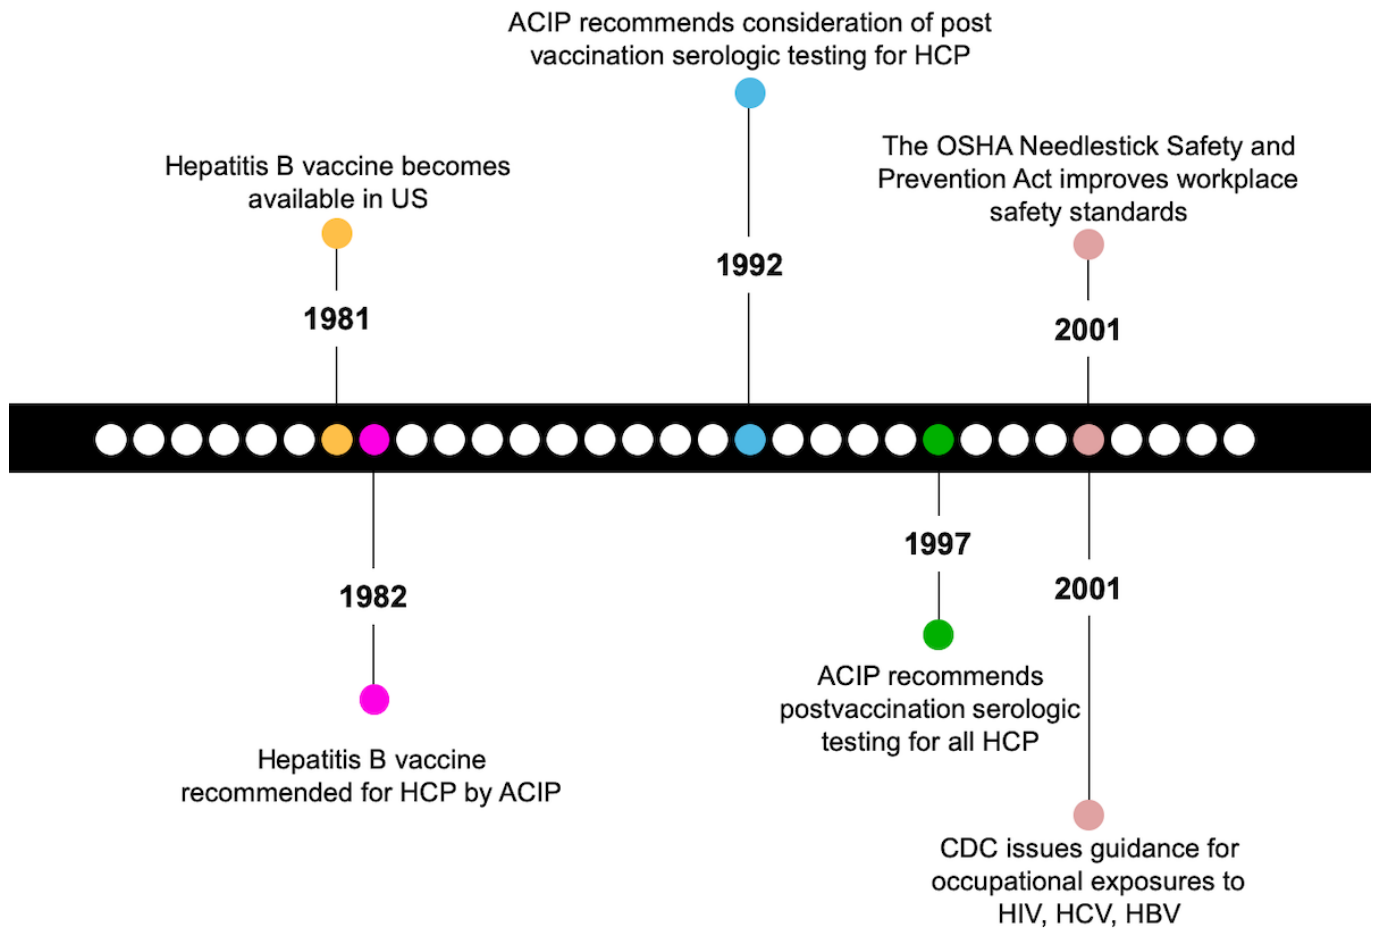 ACIP recommends consideration of post
vaccination serologic testing for HCP
Hepatitis B vaccine becomes
available in US
The OSHA Needlestick Safety and
Prevention Act improves workplace
safety standards
1992
1981
2001
1997
2001
1982
ACIP recommends
postvaccination serologic
testing for all HCP
Hepatitis B vaccine
recommended for HCP by ACIP
CDC issues guidance for
occupational exposures to
HIV, HCV, HBV